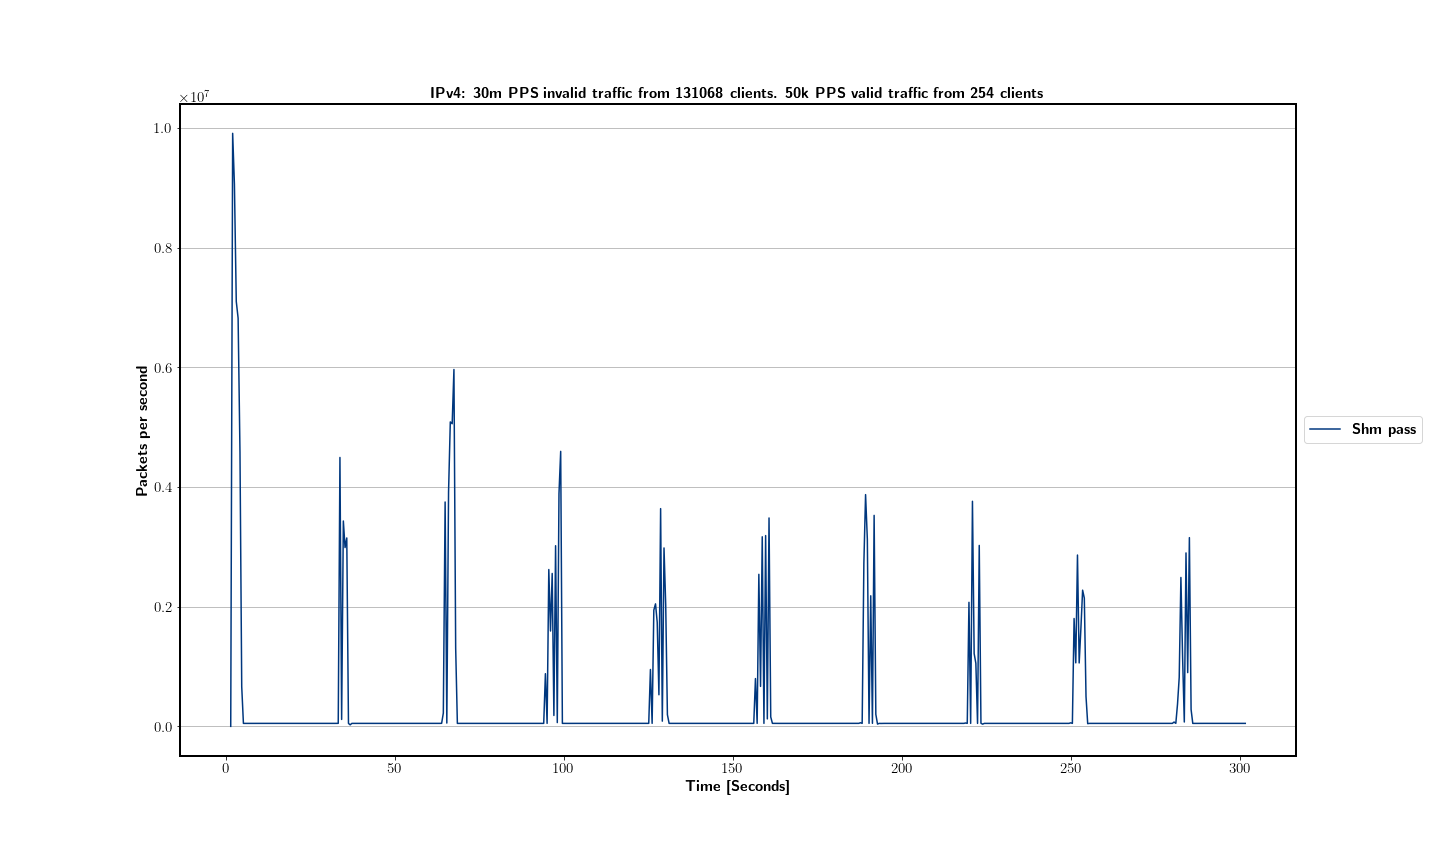 IPv4: 30m PPS invalid traffic from 131068 clients. 50k PPS valid traffic from 254 clients
×10⁷
1.0
0.8
0.6
0.4
0.2
0.0
Packets per second
0 50 100 150 200 250 300
Time [Seconds]
Shm pass